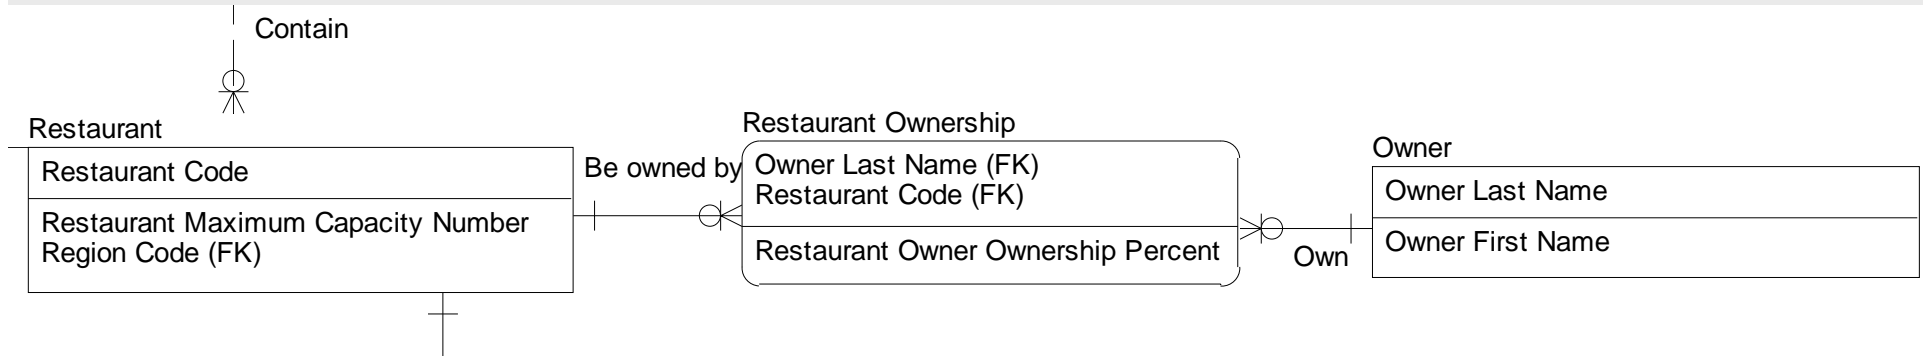 Contain
Restaurant
Restaurant Code
Restaurant Maximum Capacity Number
Region Code (FK)
Be owned by
Restaurant Ownership
Owner Last Name (FK)
Restaurant Code (FK)
Restaurant Owner Ownership Percent
Own
Owner
Owner Last Name
Owner First Name